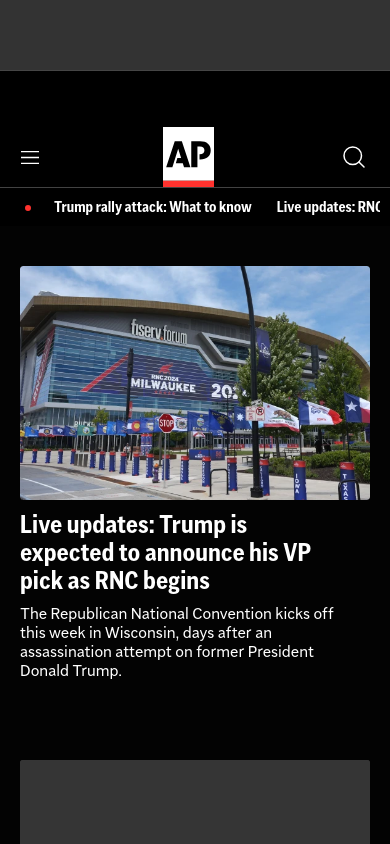 AP
Trump rally attack: What to know Live updates: RNC
fiserv.forum
RNC 2024
MILWAUKEE
STOP
IOWA
TEXAS
Live updates: Trump is
expected to announce his VP
pick as RNC begins
The Republican National Convention kicks off
this week in Wisconsin, days after an
assassination attempt on former President
Donald Trump.